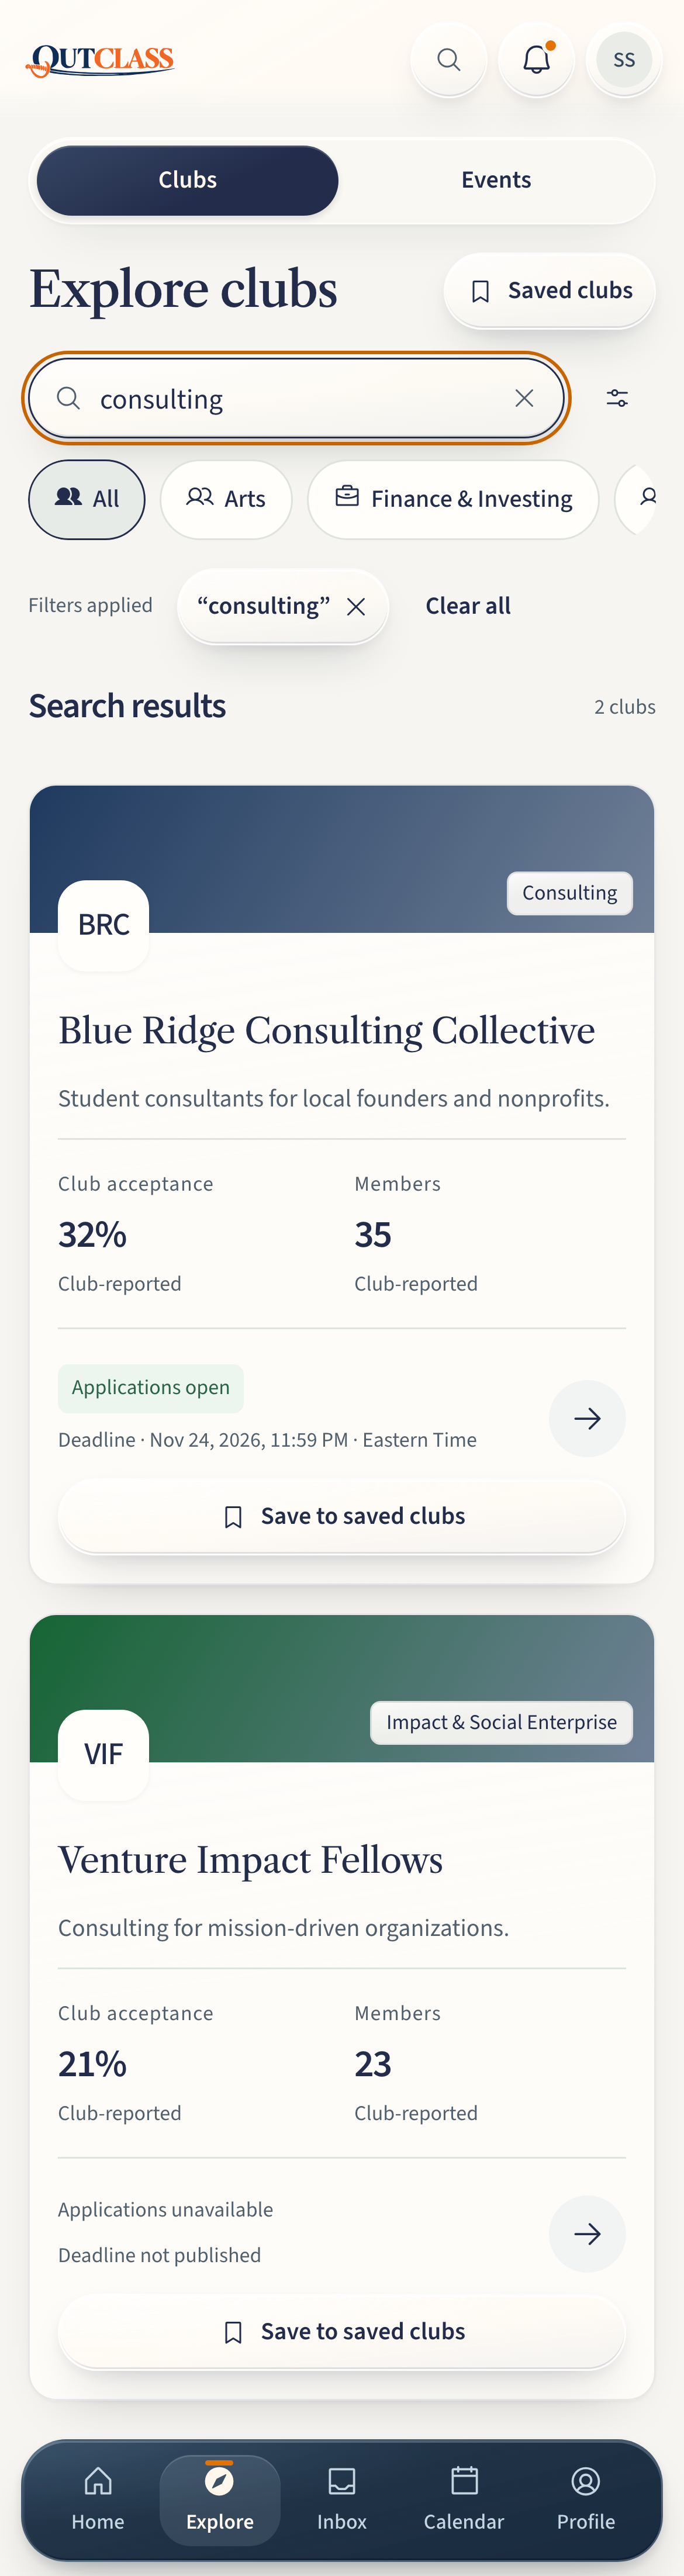 OUTCLASS
SS
Clubs
Events
Explore clubs
Saved clubs
consulting
All
Arts
Finance & Investing
Filters applied
“consulting”
Clear all
Search results
2 clubs
Consulting
BRC
Blue Ridge Consulting Collective
Student consultants for local founders and nonprofits.
Club acceptance
Members
32%
35
Club-reported
Club-reported
Applications open
Deadline · Nov 24, 2026, 11:59 PM · Eastern Time
Save to saved clubs
Impact & Social Enterprise
VIF
Venture Impact Fellows
Consulting for mission-driven organizations.
Club acceptance
Members
21%
23
Club-reported
Club-reported
Applications unavailable
Deadline not published
Save to saved clubs
Home
Explore
Inbox
Calendar
Profile